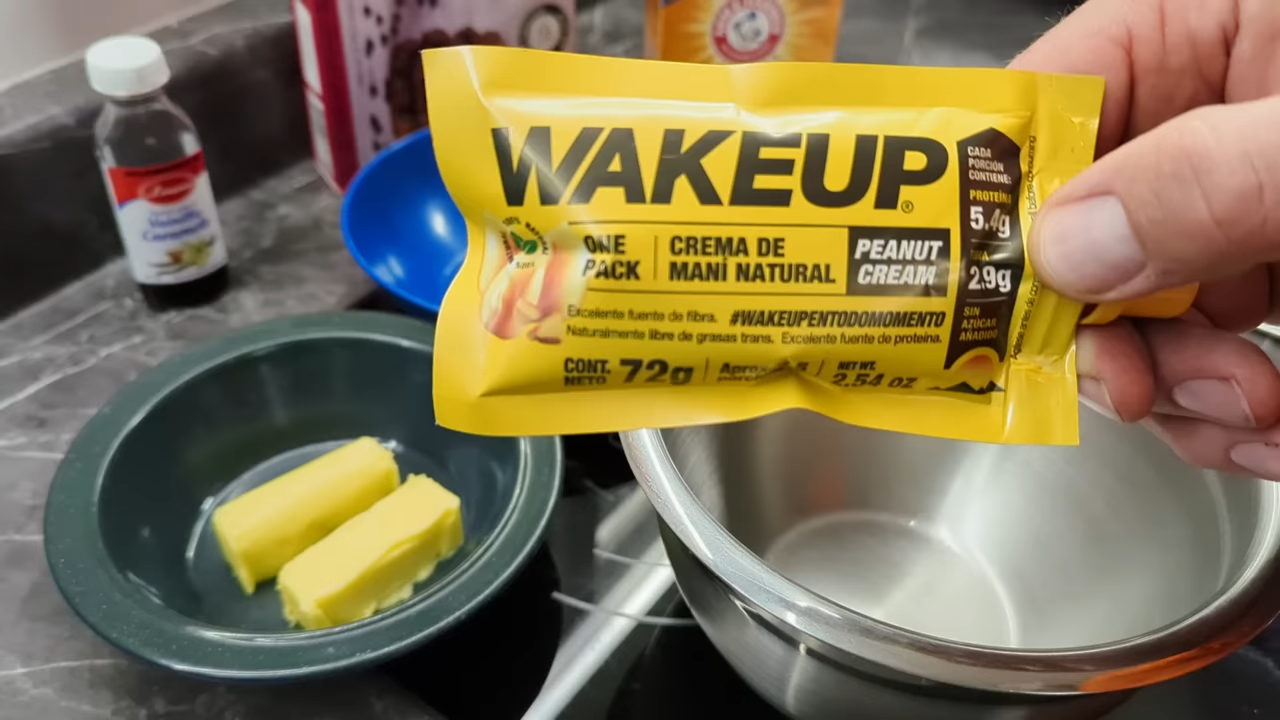 WAKEUP®
ONE PACK
CREMA DE MANÍ NATURAL
PEANUT CREAM
Excelente fuente de fibra. #WAKEUPENTODOMOMENTO
Naturalmente libre de grasas trans. Excelente fuente de proteína.
CONT. NETO 72g
NET WT. 2.54 OZ
CADA
PORCIÓN
CONTIENE:
PROTEÍNA
5.4g
2.9g
SIN
AZÚCAR
AÑADIDO
100% NATURAL